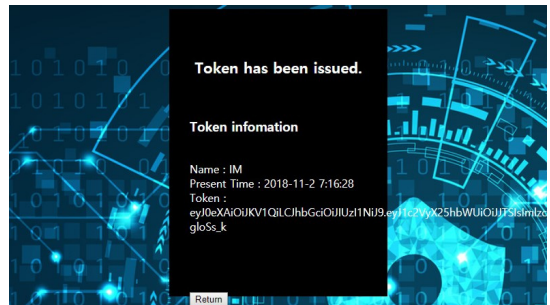 Token has been issued.
Token infomation
Name : IM
Present Time : 2018-11-2 7:16:28
Token :
eyJ0eXAiOiJKV1QiLCJhbGciOiJIUzI1NiJ9.eyJ1c2VyX25hbWUiOiJJTSIsImlzc
gloSs_k
Return